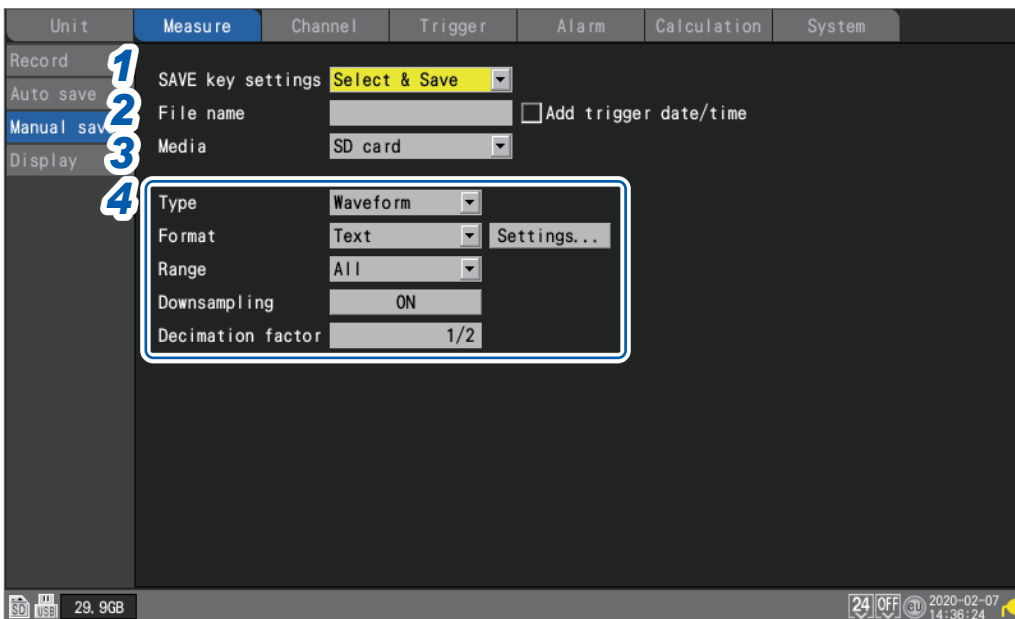 Unit Measure Channel Trigger Alarm Calculation System
Record
Auto save
Manual sav
Display
1
2
3
4
SAVE key settings Select & Save
File name Add trigger date/time
Media SD card
Type Waveform
Format Text Settings...
Range All
Downsampling ON
Decimation factor 1/2
SD USB 29.9GB 24 OFF eu 2020-02-07
14:36:24